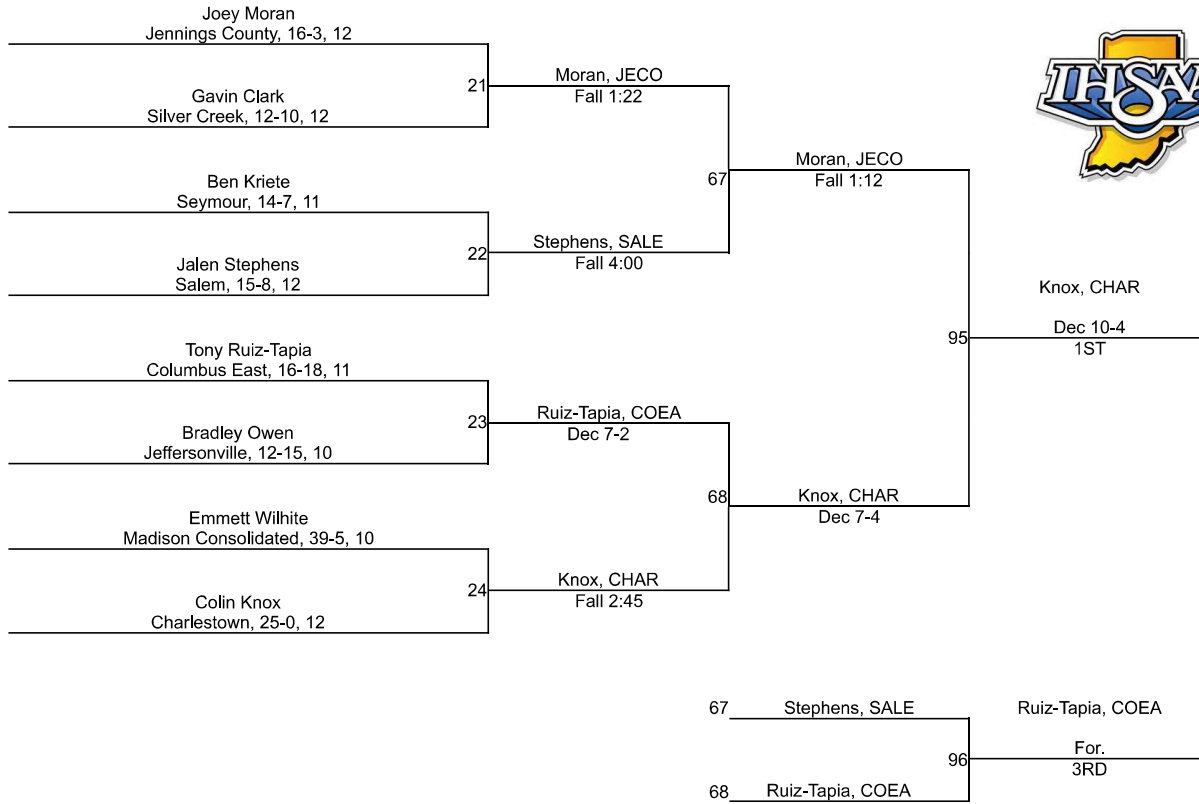 Joey Moran
Jennings County, 16-3, 12
21
Moran, JECO
Fall 1:22
Gavin Clark
Silver Creek, 12-10, 12
67
Moran, JECO
Fall 1:12
Ben Kriete
Seymour, 14-7, 11
22
Stephens, SALE
Fall 4:00
Jalen Stephens
Salem, 15-8, 12
95
Knox, CHAR
Dec 10-4
1ST
Tony Ruiz-Tapia
Columbus East, 16-18, 11
23
Ruiz-Tapia, COEA
Dec 7-2
Bradley Owen
Jeffersonville, 12-15, 10
68
Knox, CHAR
Dec 7-4
Emmett Wilhite
Madison Consolidated, 39-5, 10
24
Knox, CHAR
Fall 2:45
Colin Knox
Charlestown, 25-0, 12
67
Stephens, SALE
96
Ruiz-Tapia, COEA
For.
3RD
68
Ruiz-Tapia, COEA
IHSAA